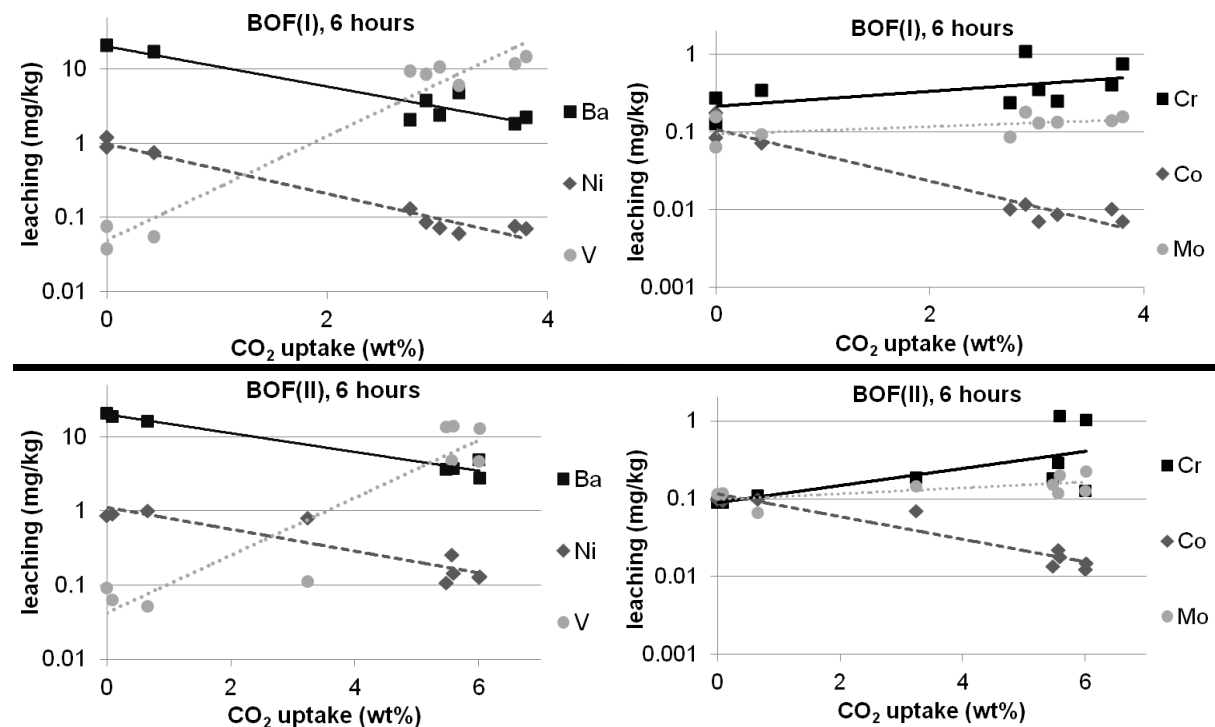 BOF(I), 6 hours
leaching (mg/kg)
10
1
0.1
0.01
0
2
4
CO₂ uptake (wt%)
Ba
Ni
V
BOF(I), 6 hours
leaching (mg/kg)
1
0.1
0.01
0.001
0
2
4
CO₂ uptake (wt%)
Cr
Co
Mo
BOF(II), 6 hours
leaching (mg/kg)
10
1
0.1
0.01
0
2
4
6
CO₂ uptake (wt%)
Ba
Ni
V
BOF(II), 6 hours
leaching (mg/kg)
1
0.1
0.01
0.001
0
2
4
6
CO₂ uptake (wt%)
Cr
Co
Mo